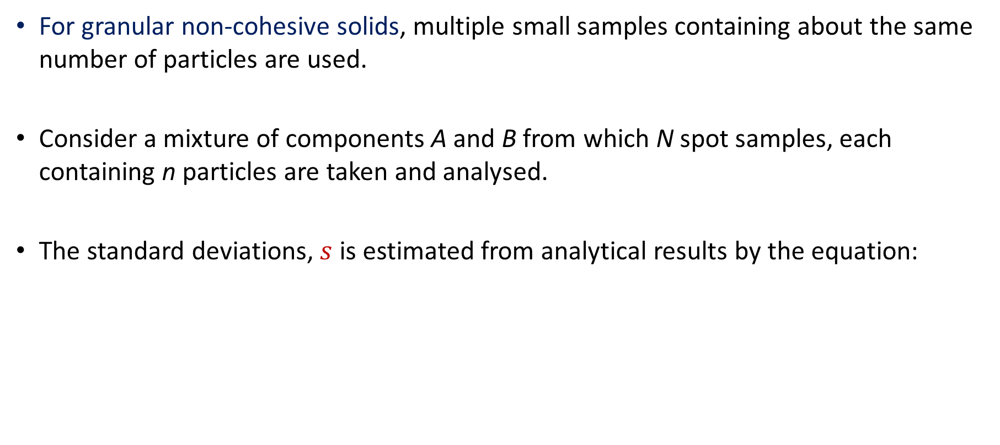 • For granular non-cohesive solids, multiple small samples containing about the same
number of particles are used.
• Consider a mixture of components A and B from which N spot samples, each
containing n particles are taken and analysed.
• The standard deviations, s is estimated from analytical results by the equation: